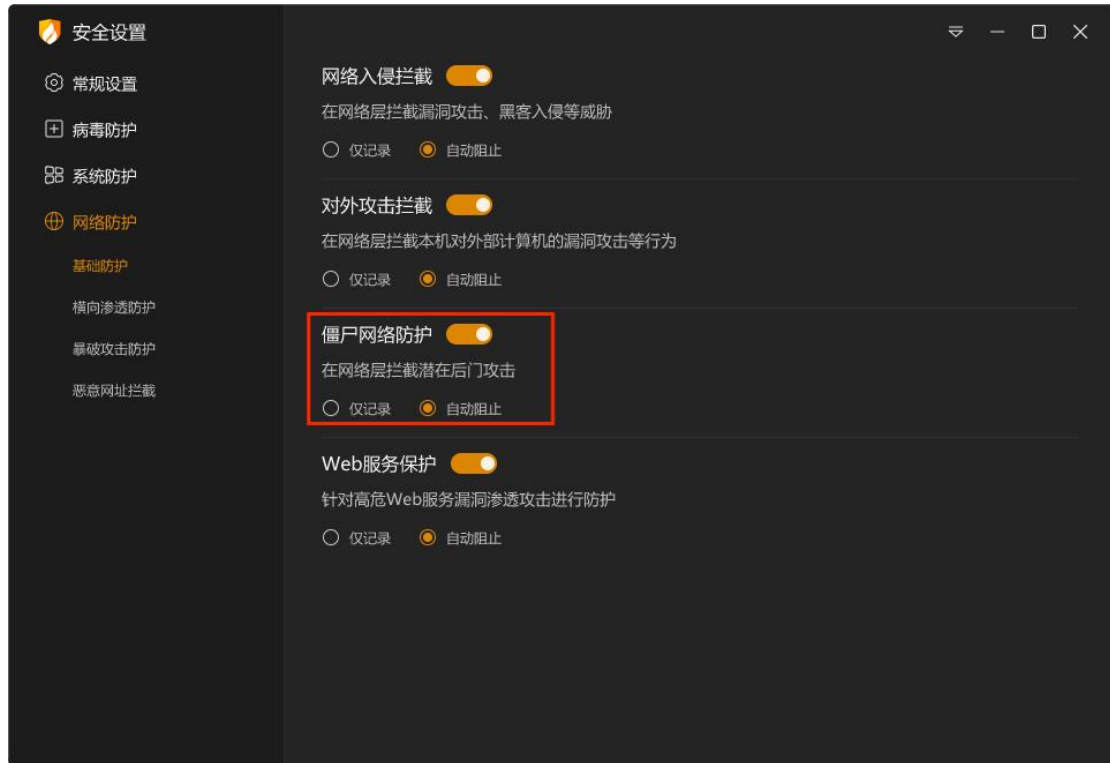 安全设置
常规设置
病毒防护
系统防护
网络防护
基础防护
横向渗透防护
暴破攻击防护
恶意网址拦截
网络入侵拦截
在网络层拦截漏洞攻击、黑客入侵等威胁
仅记录 自动阻止
对外攻击拦截
在网络层拦截本机对外部计算机的漏洞攻击等行为
仅记录 自动阻止
僵尸网络防护
在网络层拦截潜在后门攻击
仅记录 自动阻止
Web服务保护
针对高危Web服务漏洞渗透攻击进行防护
仅记录 自动阻止